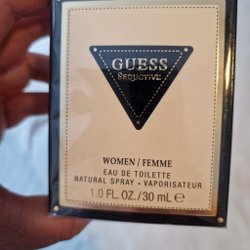 GUESS
SEDUCTIVE
WOMEN / FEMME
EAU DE TOILETTE
NATURAL SPRAY • VAPORISATEUR
1.0 FL.OZ./30 mL e